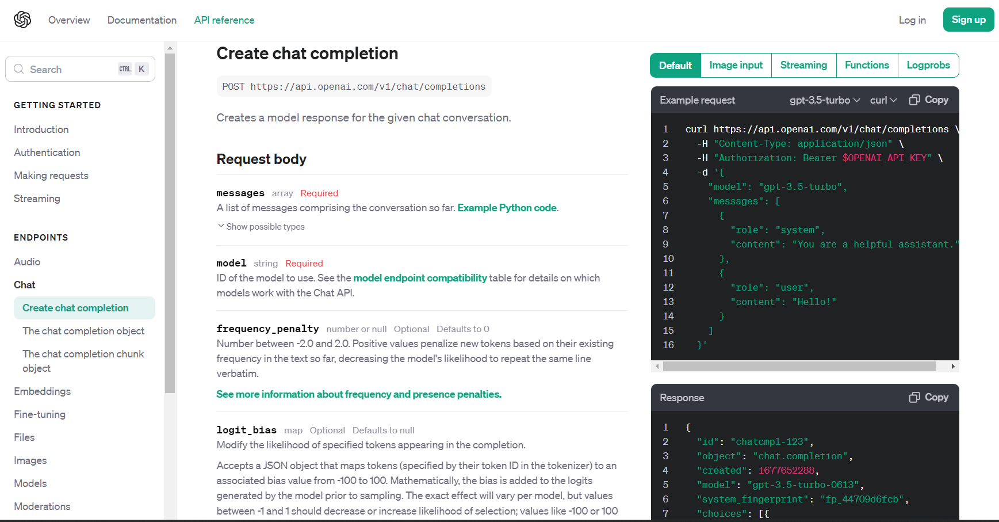 Overview Documentation API reference Log in Sign up
Search CTRL K
GETTING STARTED
Introduction
Authentication
Making requests
Streaming
ENDPOINTS
Audio
Chat
Create chat completion
The chat completion object
The chat completion chunk
object
Embeddings
Fine-tuning
Files
Images
Models
Moderations
Create chat completion
POST https://api.openai.com/v1/chat/completions
Creates a model response for the given chat conversation.
Request body
messages array Required
A list of messages comprising the conversation so far. Example Python code.
Show possible types
model string Required
ID of the model to use. See the model endpoint compatibility table for details on which
models work with the Chat API.
frequency_penalty number or null Optional Defaults to 0
Number between -2.0 and 2.0. Positive values penalize new tokens based on their existing
frequency in the text so far, decreasing the model's likelihood to repeat the same line
verbatim.
See more information about frequency and presence penalties.
logit_bias map Optional Defaults to null
Modify the likelihood of specified tokens appearing in the completion.
Accepts a JSON object that maps tokens (specified by their token ID in the tokenizer) to an
associated bias value from -100 to 100. Mathematically, the bias is added to the logits
generated by the model prior to sampling. The exact effect will vary per model, but values
between -1 and 1 should decrease or increase likelihood of selection; values like -100 or 100
Default Image input Streaming Functions Logprobs
Example request gpt-3.5-turbo curl Copy
1 curl https://api.openai.com/v1/chat/completions \
2 -H "Content-Type: application/json" \
3 -H "Authorization: Bearer $OPENAI_API_KEY" \
4 -d '{
5 "model": "gpt-3.5-turbo",
6 "messages": [
7 {
8 "role": "system",
9 "content": "You are a helpful assistant."
10 },
11 {
12 "role": "user",
13 "content": "Hello!"
14 }
15 ]
16 }'
Response Copy
1 {
2 "id": "chatcmpl-123",
3 "object": "chat.completion",
4 "created": 1677652288,
5 "model": "gpt-3.5-turbo-0613",
6 "system_fingerprint": "fp_44709d6fcb",
7 "choices": [{